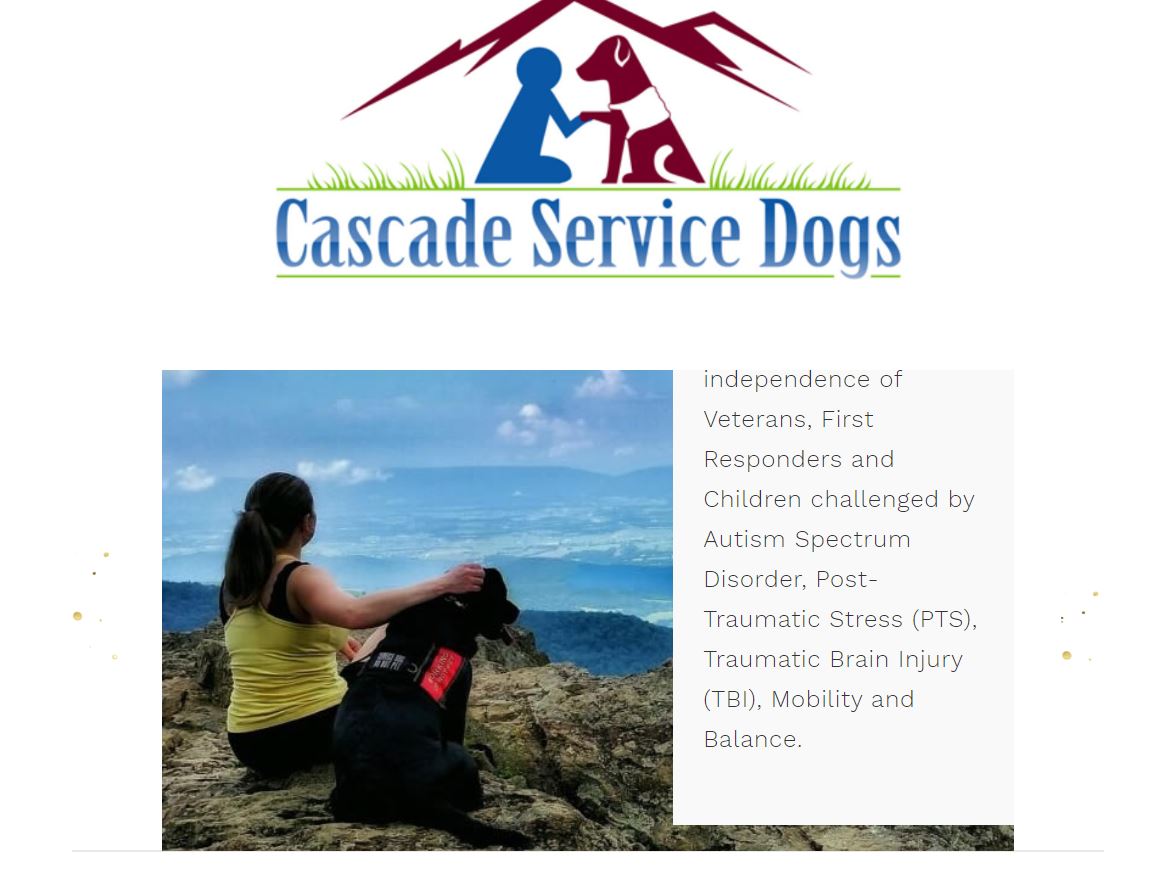 Cascade Service Dogs
independence of
Veterans, First
Responders and
Children challenged by
Autism Spectrum
Disorder, Post-
Traumatic Stress (PTS),
Traumatic Brain Injury
(TBI), Mobility and
Balance.